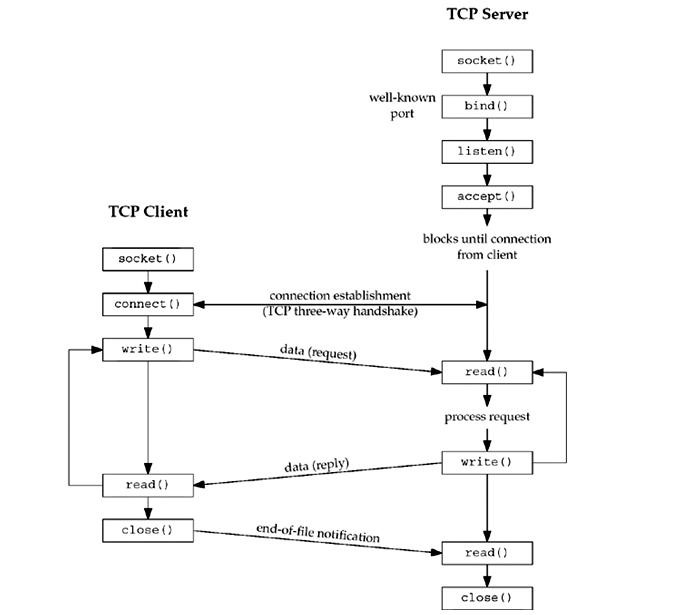 TCP Server
socket()
well-known
port
bind()
listen()
accept()
TCP Client
blocks until connection
from client
socket()
connection establishment
(TCP three-way handshake)
connect()
write()
data (request)
read()
process request
data (reply)
write()
read()
close()
end-of-file notification
read()
close()